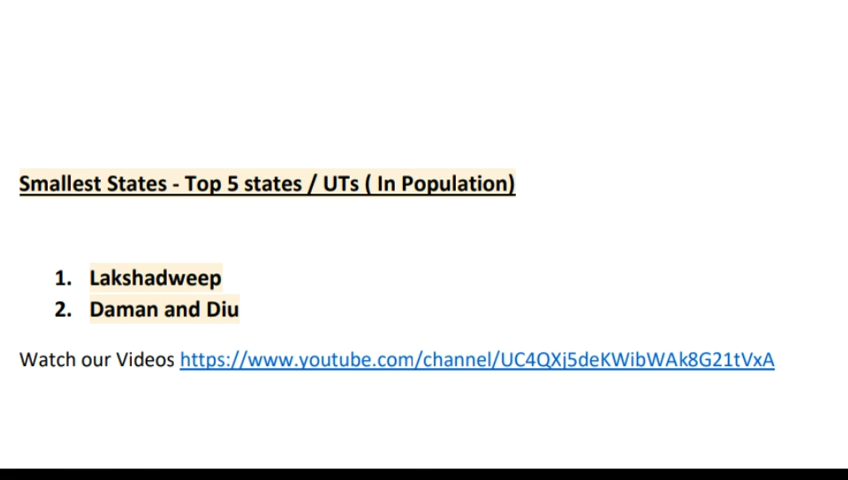 Smallest States - Top 5 states / UTs ( In Population)
1. Lakshadweep
2. Daman and Diu
Watch our Videos https://www.youtube.com/channel/UC4QXj5deKWibWAk8G21tVxA